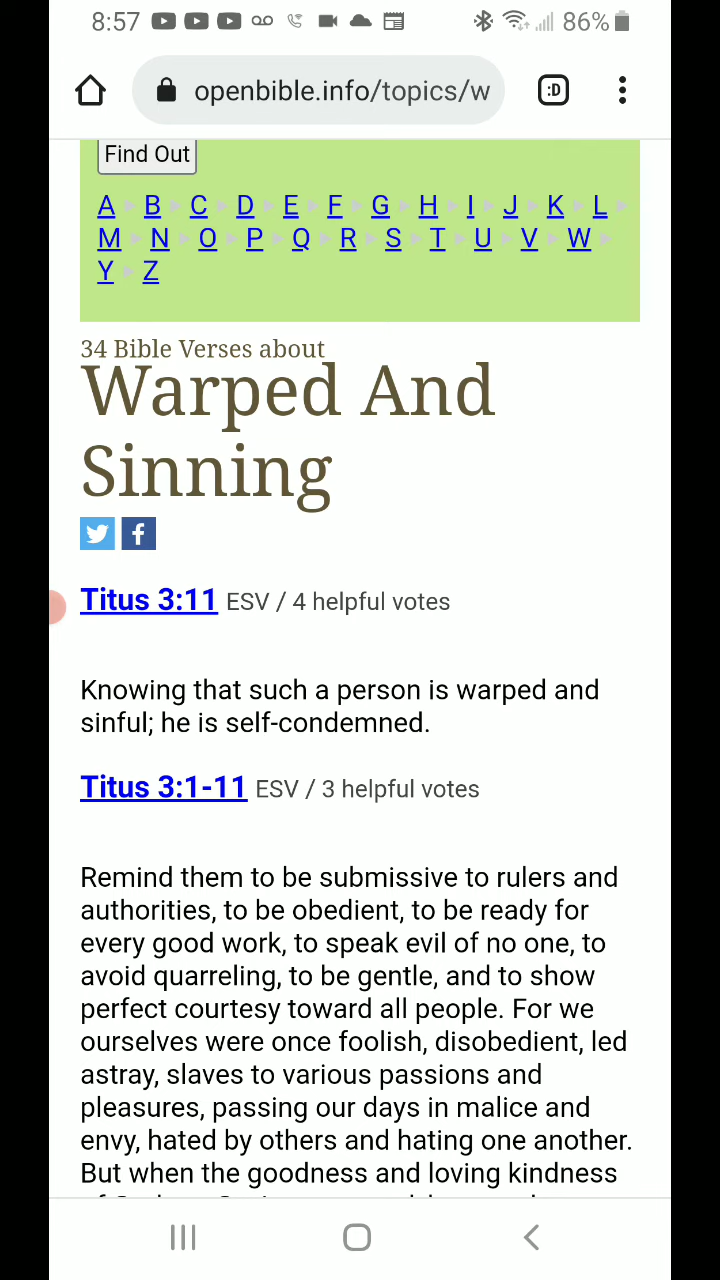 8:57 86%
openbible.info/topics/w :D
Find Out
A B C D E F G H I J K L
M N O P Q R S T U V W
Y Z
34 Bible Verses about
Warped And
Sinning
Titus 3:11 ESV / 4 helpful votes
Knowing that such a person is warped and
sinful; he is self-condemned.
Titus 3:1-11 ESV / 3 helpful votes
Remind them to be submissive to rulers and
authorities, to be obedient, to be ready for
every good work, to speak evil of no one, to
avoid quarreling, to be gentle, and to show
perfect courtesy toward all people. For we
ourselves were once foolish, disobedient, led
astray, slaves to various passions and
pleasures, passing our days in malice and
envy, hated by others and hating one another.
But when the goodness and loving kindness